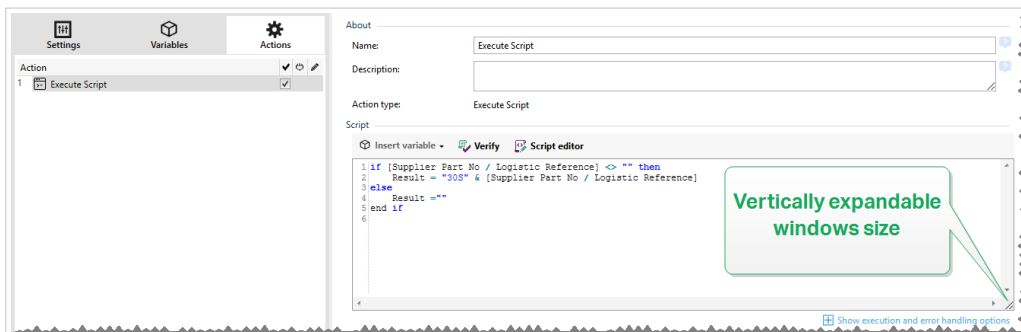 Settings
Variables
Actions
Action
1 Execute Script
About
Name: Execute Script
Description:
Action type: Execute Script
Script
Insert variable Verify Script editor
1 if [Supplier Part No / Logistic Reference] <> "" then
2 Result = "30S" & [Supplier Part No / Logistic Reference]
3 else
4 Result =""
5 end if
6
Vertically expandable
windows size
Show execution and error handling options